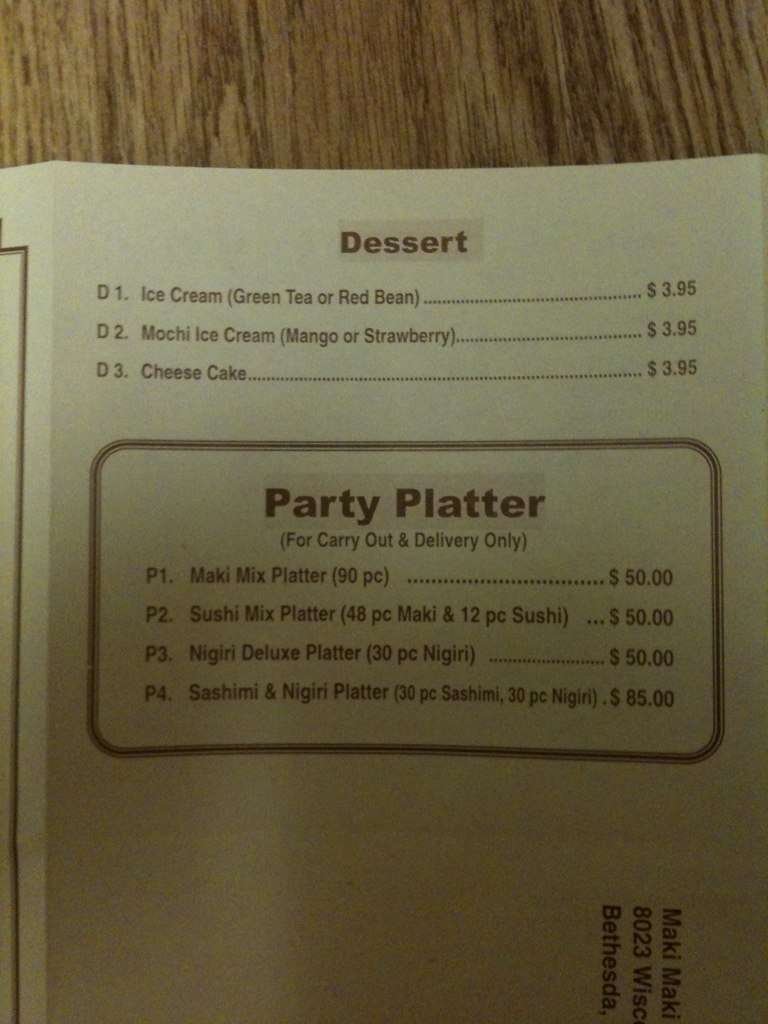 Dessert
D 1. Ice Cream (Green Tea or Red Bean)........................................ $ 3.95
D 2. Mochi Ice Cream (Mango or Strawberry).................................. $ 3.95
D 3. Cheese Cake........................................................................ $ 3.95
Party Platter
(For Carry Out & Delivery Only)
P1. Maki Mix Platter (90 pc) ................................ $ 50.00
P2. Sushi Mix Platter (48 pc Maki & 12 pc Sushi) ... $ 50.00
P3. Nigiri Deluxe Platter (30 pc Nigiri) ....................... $ 50.00
P4. Sashimi & Nigiri Platter (30 pc Sashimi, 30 pc Nigiri) . $ 85.00
Maki Maki
8023 Wisc
Bethesda,